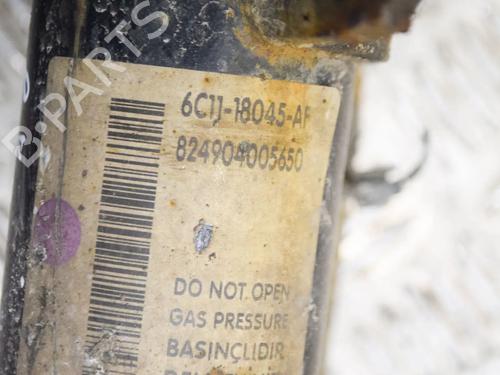 B-PARTS
6C1J-18045-AF
824904005650
DO NOT OPEN
GAS PRESSURE
BASINÇLIDIR